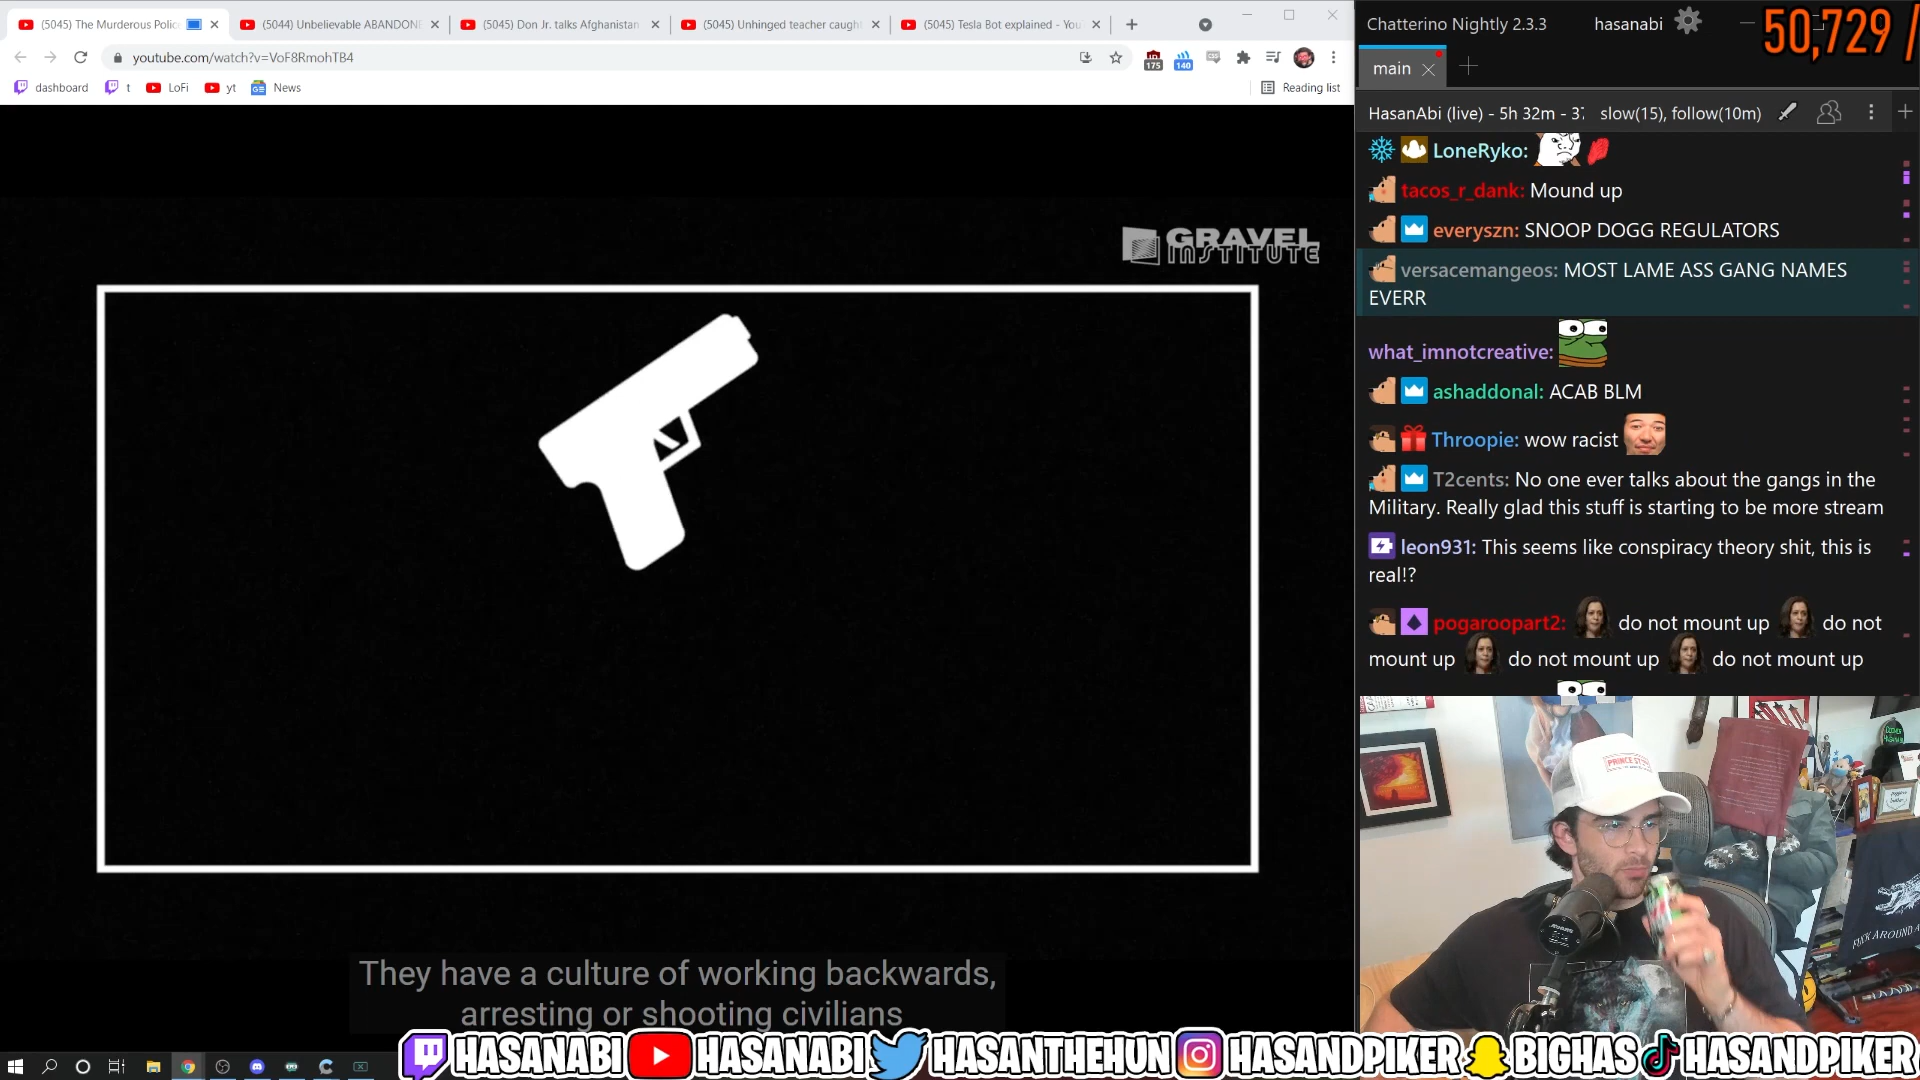 (5045) The Murderous Polic
(5044) Unbelievable ABANDONE
(5045) Don Jr. talks Afghanistan
(5045) Unhinged teacher caught
(5045) Tesla Bot explained - You
youtube.com/watch?v=VoF8RmohTB4
175
140
dashboard
t
LoFi
yt
News
Reading list
GRAVEL
INSTITUTE
They have a culture of working backwards,
arresting or shooting civilians
Chatterino Nightly 2.3.3
hasanabi
50,729 /
main
HasanAbi (live) - 5h 32m - 37
slow(15), follow(10m)
LoneRyko:
tacos_r_dank: Mound up
everyszn: SNOOP DOGG REGULATORS
versacemangeos: MOST LAME ASS GANG NAMES
EVERR
what_imnotcreative:
ashaddonal: ACAB BLM
Throopie: wow racist
T2cents: No one ever talks about the gangs in the
Military. Really glad this stuff is starting to be more stream
leon931: This seems like conspiracy theory shit, this is
real!?
pogaroopart2: do not mount up do not
mount up do not mount up do not mount up
PRINCE ST
FUCK AROUND A
HASANABI
HASANABI
HASANTHEHUN
HASANDPIKER
BIGHAS
HASANDPIKER